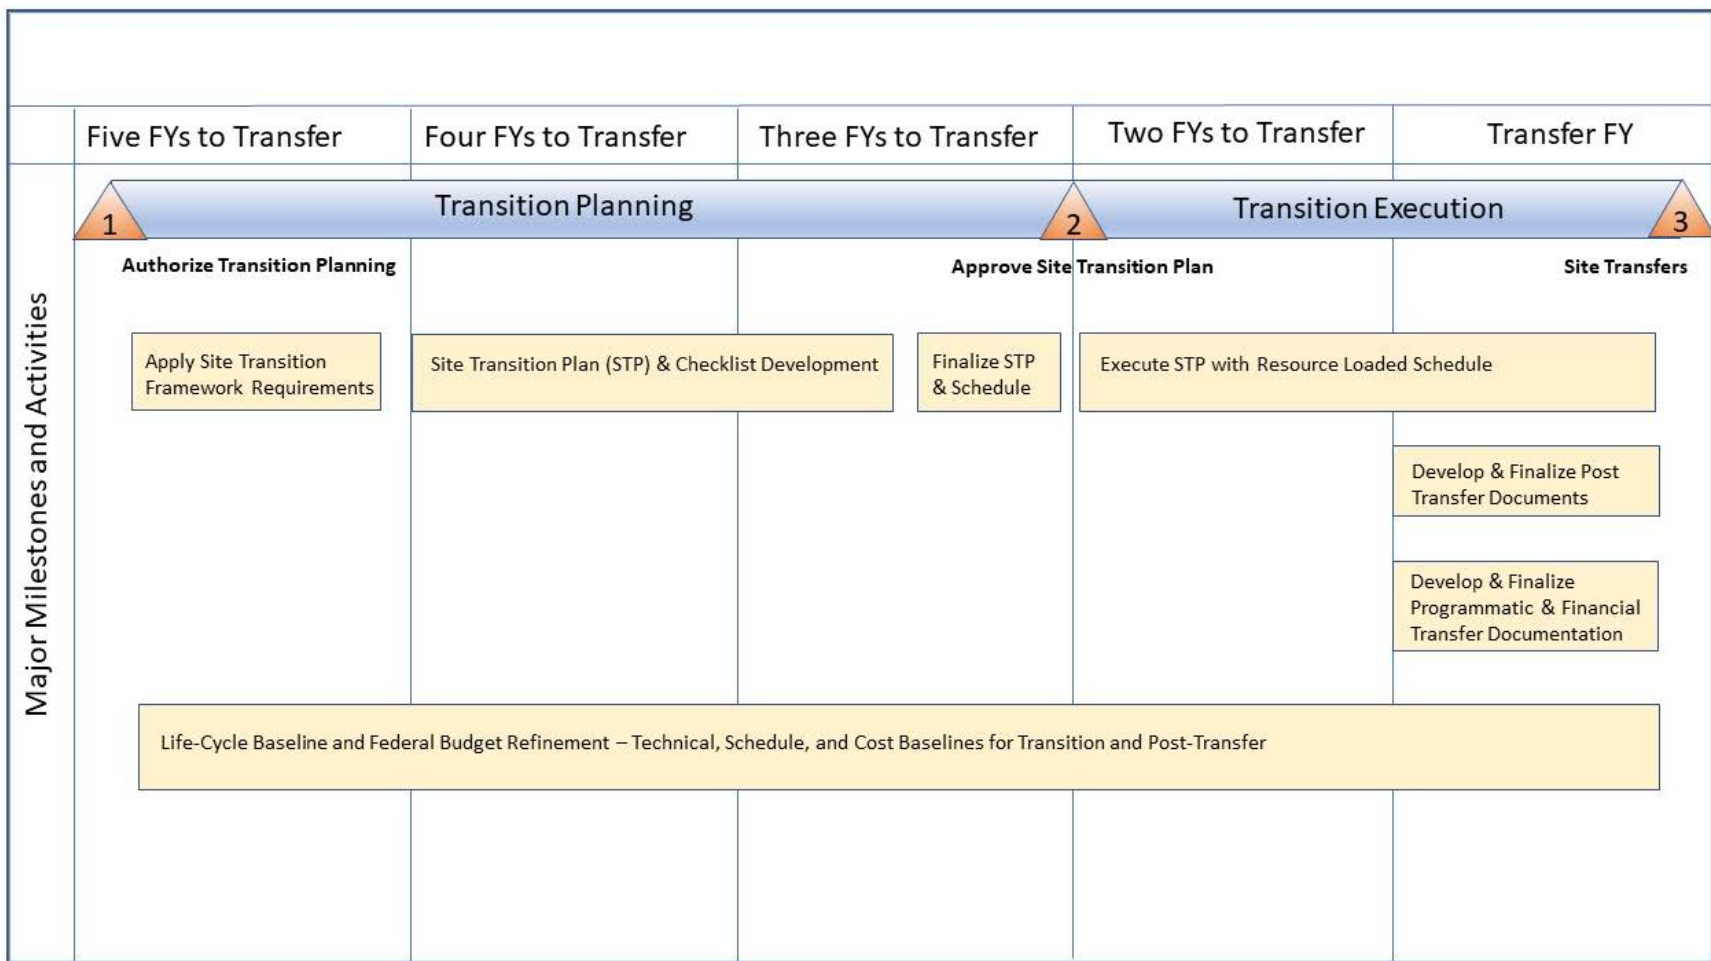 Five FYs to Transfer
Four FYs to Transfer
Three FYs to Transfer
Two FYs to Transfer
Transfer FY
Major Milestones and Activities
Transition Planning
Transition Execution
1
2
3
Authorize Transition Planning
Approve Site Transition Plan
Site Transfers
Apply Site Transition
Framework Requirements
Site Transition Plan (STP) & Checklist Development
Finalize STP
& Schedule
Execute STP with Resource Loaded Schedule
Develop & Finalize Post
Transfer Documents
Develop & Finalize
Programmatic & Financial
Transfer Documentation
Life-Cycle Baseline and Federal Budget Refinement – Technical, Schedule, and Cost Baselines for Transition and Post-Transfer